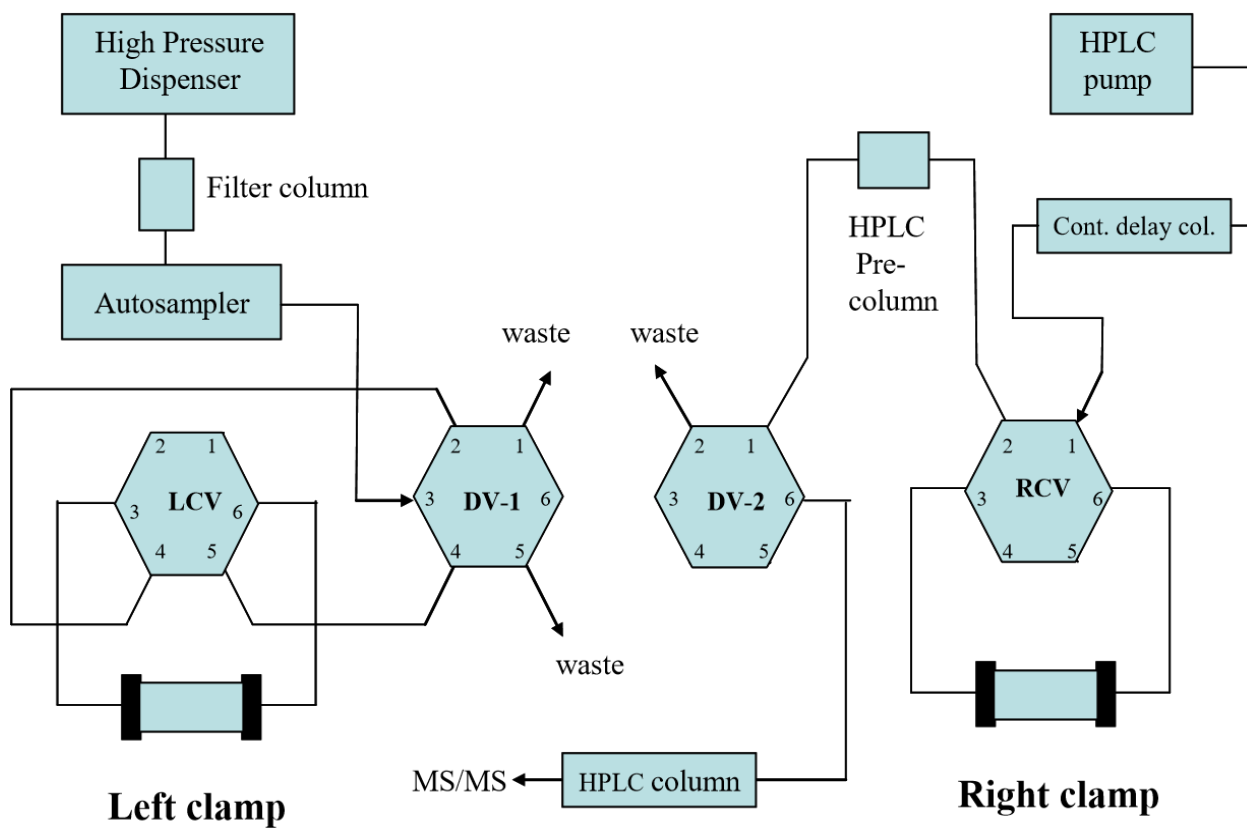 High Pressure
Dispenser
HPLC
pump
Filter column
HPLC
Pre-
column
Cont. delay col.
Autosampler
waste
waste
2
1
3
LCV
6
4
5
2
1
3
DV-1
6
4
5
2
1
3
DV-2
6
4
5
2
1
3
RCV
6
4
5
waste
MS/MS
HPLC column
Left clamp
Right clamp